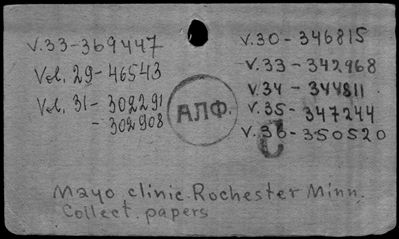 V.33-369447
Vol. 29-46543
Vol. 31-302291
-302908
АЛФ.
V.30-346815
V.33-342968
V.34-344811
V.35-347244
V.36-350520
C
Mayo clinic. Rochester Minn.
Collect. papers